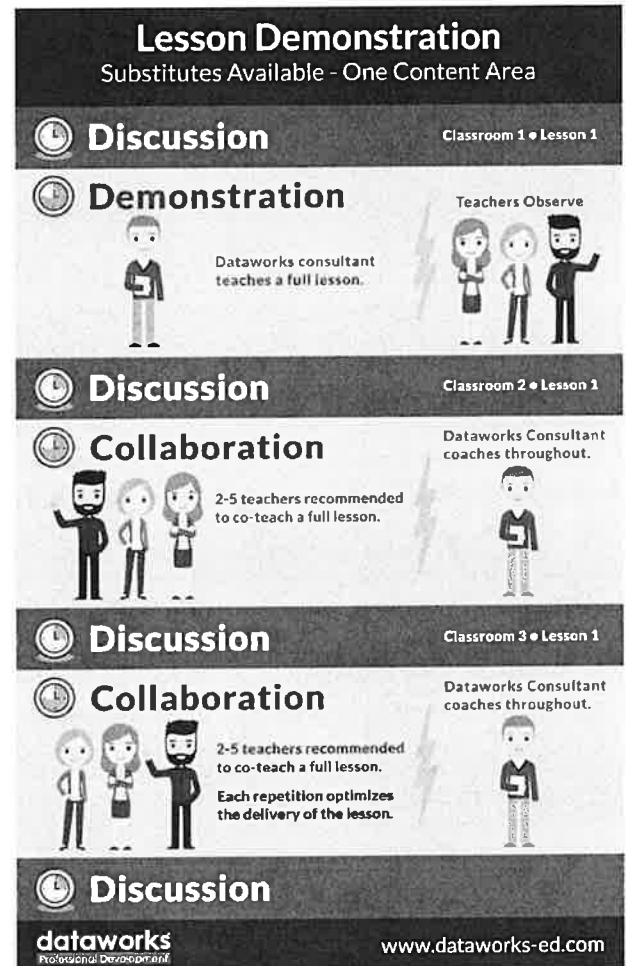 Lesson Demonstration
Substitutes Available - One Content Area
Discussion
Classroom 1 • Lesson 1
Demonstration
Teachers Observe
Dataworks consultant
teaches a full lesson.
Discussion
Classroom 2 • Lesson 1
Collaboration
Dataworks Consultant
coaches throughout.
2-5 teachers recommended
to co-teach a full lesson.
Discussion
Classroom 3 • Lesson 1
Collaboration
Dataworks Consultant
coaches throughout.
2-5 teachers recommended
to co-teach a full lesson.
Each repetition optimizes
the delivery of the lesson.
Discussion
dataworks
Professional Development
www.dataworks-ed.com